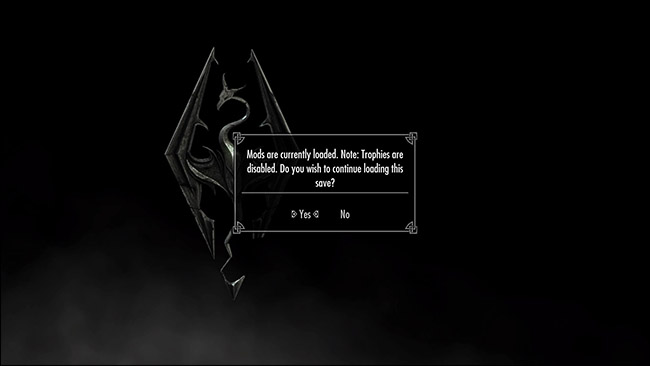 Mods are currently loaded. Note: Trophies are
disabled. Do you wish to continue loading this
save?
Yes No